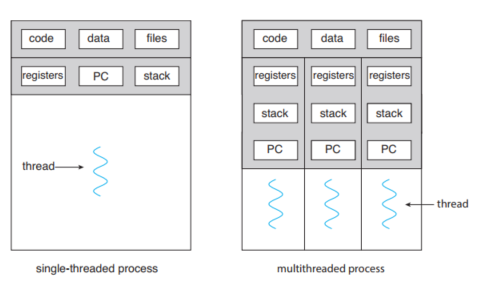 code data files
registers PC stack
thread
single-threaded process
code data files
registers registers registers
stack stack stack
PC PC PC
thread
multithreaded process